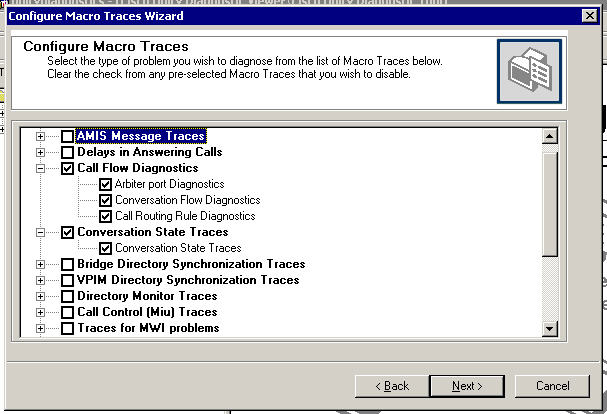 Configure Macro Traces Wizard
Configure Macro Traces
Select the type of problem you wish to diagnose from the list of Macro Traces below.
Clear the check from any pre-selected Macro Traces that you wish to disable.
AMIS Message Traces
Delays in Answering Calls
Call Flow Diagnostics
Arbiter port Diagnostics
Conversation Flow Diagnostics
Call Routing Rule Diagnostics
Conversation State Traces
Conversation State Traces
Bridge Directory Synchronization Traces
VPIM Directory Synchronization Traces
Directory Monitor Traces
Call Control (Miu) Traces
Traces for MWI problems
< Back
Next >
Cancel